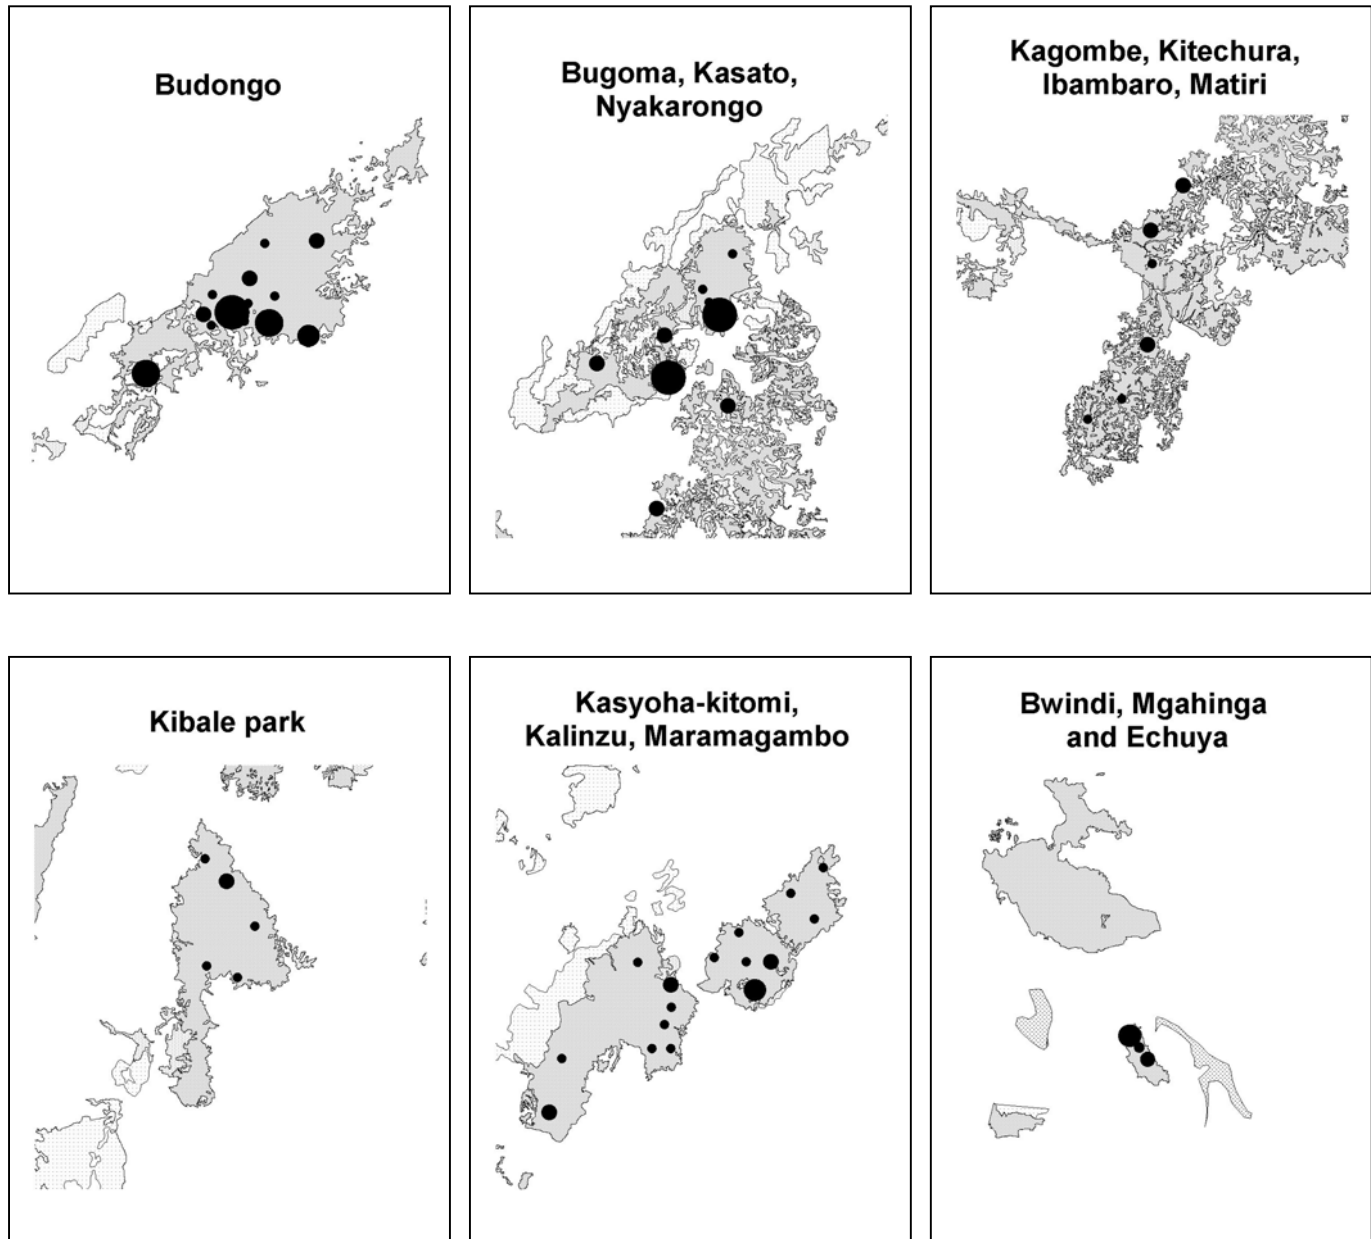 Budongo
Bugoma, Kasato,
Nyakarongo
Kagombe, Kitechura,
Ibambaro, Matiri
Kibale park
Kasyoha-kitomi,
Kalinzu, Maramagambo
Bwindi, Mgahinga
and Echuya